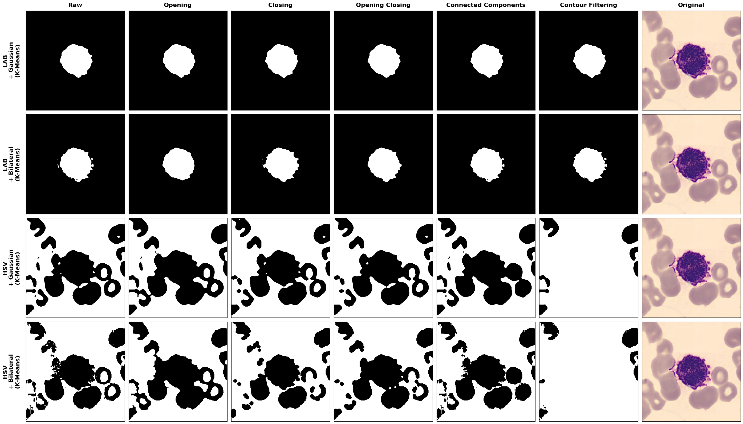 Raw Opening Closing Opening Closing Connected Components Contour Filtering Original
LAB
+ Gaussian
(K-Means)
LAB
+ Bilateral
(K-Means)
HSV
+ Gaussian
(K-Means)
HSV
+ Bilateral
(K-Means)